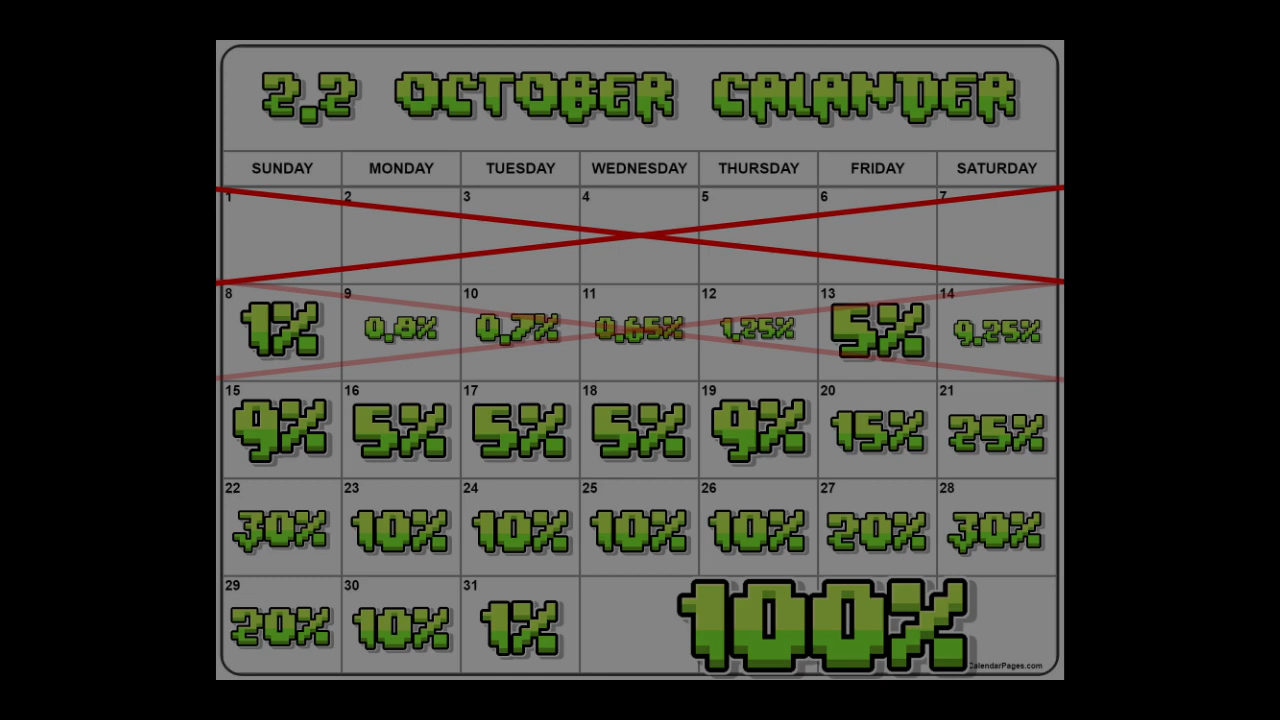 2.2 OCTOBER CALANDER
SUNDAY MONDAY TUESDAY WEDNESDAY THURSDAY FRIDAY SATURDAY
1 2 3 4 5 6 7
8 9 10 11 12 13 14
1% 0.8% 0.7% 0.65% 1.25% 5% 9.25%
15 16 17 18 19 20 21
9% 5% 5% 5% 9% 15% 25%
22 23 24 25 26 27 28
30% 10% 10% 10% 10% 20% 30%
29 30 31
20% 10% 1% 100%
CalendarPages.com